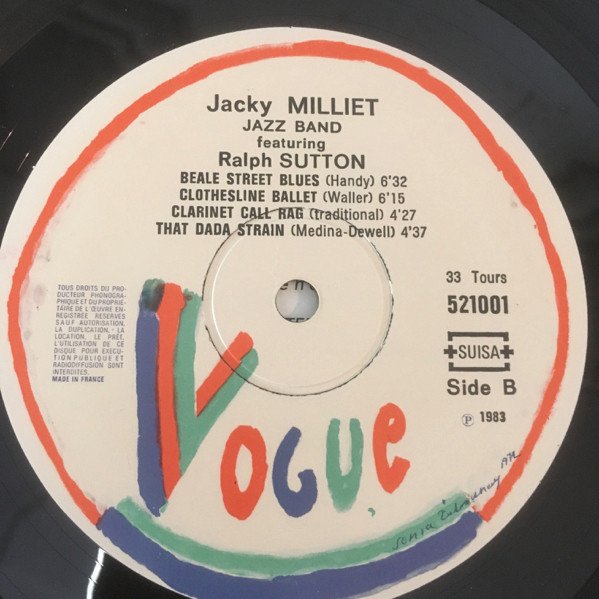 Jacky MILLIET
JAZZ BAND
featuring
Ralph SUTTON
BEALE STREET BLUES (Handy) 6'32
CLOTHESLINE BALLET (Waller) 6'15
CLARINET CALL RAG (traditional) 4'27
THAT DADA STRAIN (Medina-Dewell) 4'37
TOUS DROITS DU PRO-
DUCTEUR PHONOGRA-
PHIQUE ET DU PROPRIE-
TAIRE DE L'ŒUVRE EN-
REGISTREE RESERVES
SAUF AUTORISATION,
LA DUPLICATION, LA
LOCATION, LE PRÊT,
L'UTILISATION DE CE
DISQUE POUR EXECU-
TION PUBLIQUE ET
RADIODIFFUSION SONT
INTERDITES.
MADE IN FRANCE
33 Tours
521001
SUISA
Side B
℗ 1983
VOGUE
sonia Delaunay